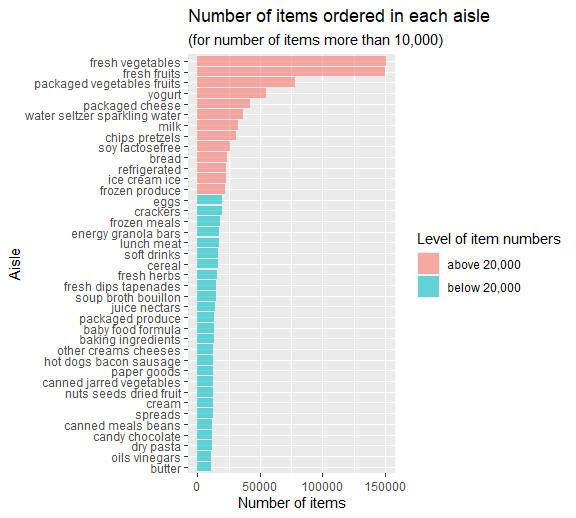 Number of items ordered in each aisle
(for number of items more than 10,000)
fresh vegetables
fresh fruits
packaged vegetables fruits
yogurt
packaged cheese
water seltzer sparkling water
milk
chips pretzels
soy lactosefree
bread
refrigerated
ice cream ice
frozen produce
eggs
crackers
frozen meals
energy granola bars
lunch meat
soft drinks
cereal
fresh herbs
fresh dips tapenades
soup broth bouillon
juice nectars
packaged produce
baby food formula
baking ingredients
other creams cheeses
hot dogs bacon sausage
paper goods
canned jarred vegetables
nuts seeds dried fruit
cream
spreads
canned meals beans
candy chocolate
dry pasta
oils vinegars
butter
Aisle
0 50000 100000 150000
Number of items
Level of item numbers
above 20,000
below 20,000